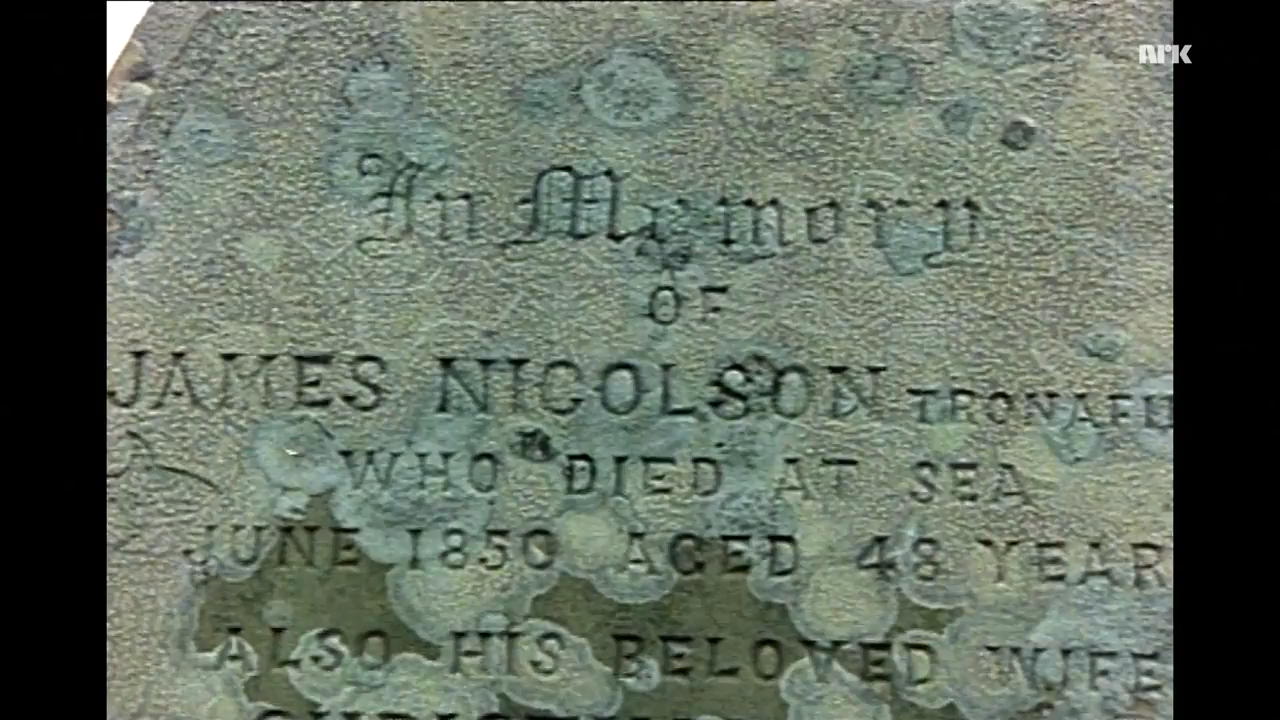 NRK
In Memory
OF
JAMES NICOLSON
WHO DIED AT SEA
JUNE 1850 AGED 48 YEAR
ALSO HIS BELOVED WIFE